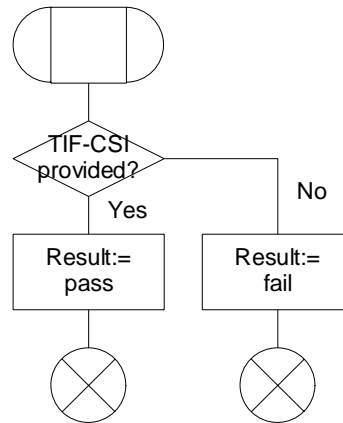 TIF-CSI
provided?
Yes
No
Result:=
pass
Result:=
fail